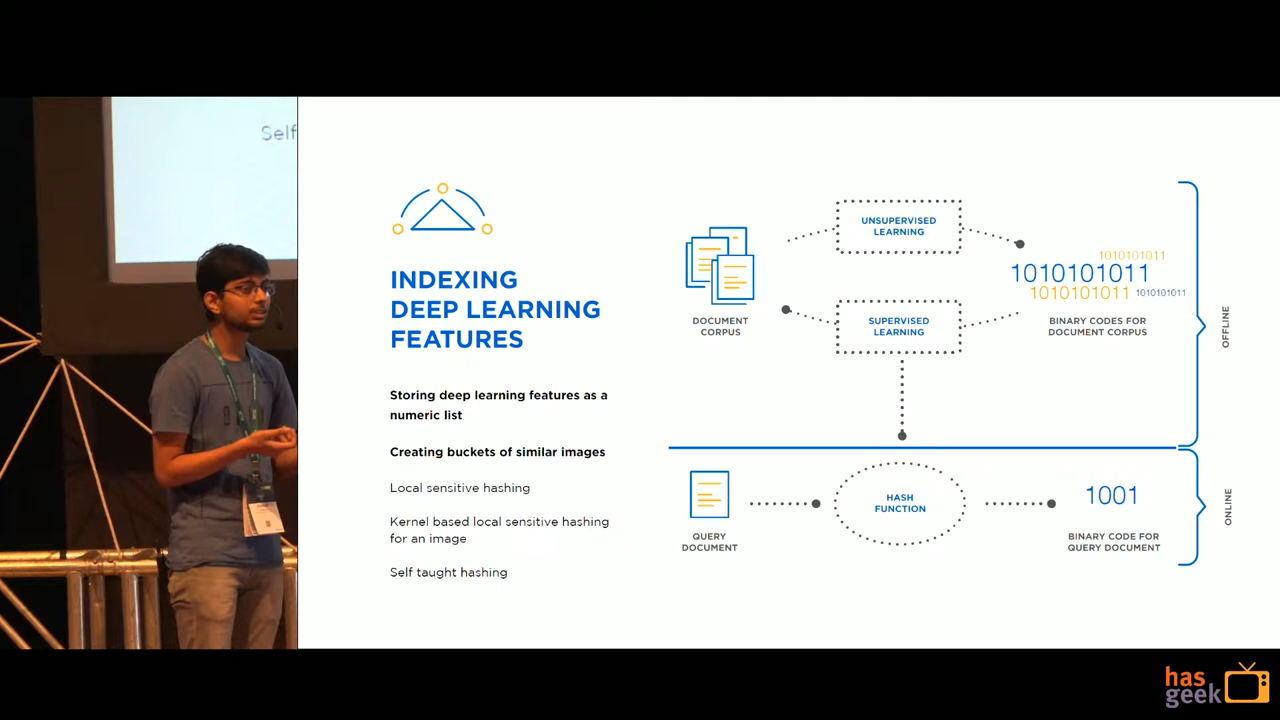 Self
INDEXING
DEEP LEARNING
FEATURES
Storing deep learning features as a
numeric list
Creating buckets of similar images
Local sensitive hashing
Kernel based local sensitive hashing
for an image
Self taught hashing
DOCUMENT
CORPUS
UNSUPERVISED
LEARNING
SUPERVISED
LEARNING
1010101011
1010101011
1010101011 1010101011
BINARY CODES FOR
DOCUMENT CORPUS
OFFLINE
QUERY
DOCUMENT
HASH
FUNCTION
1001
BINARY CODE FOR
QUERY DOCUMENT
ONLINE
has
geek